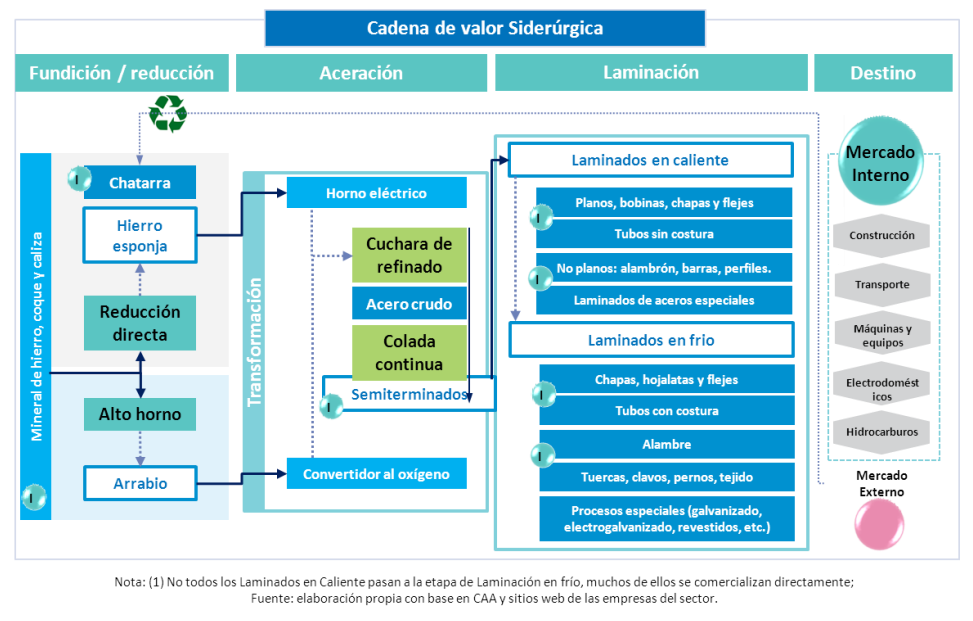 Cadena de valor Siderúrgica
Fundición / reducción
Aceración
Laminación
Destino
Mineral de hierro, coque y caliza
I
I
Chatarra
Hierro
esponja
Reducción
directa
Alto horno
Arrabio
Transformación
Horno eléctrico
Cuchara de
refinado
Acero crudo
Colada
continua
Semiterminados
I
Convertidor al oxígeno
Laminados en caliente
Planos, bobinas, chapas y flejes
I
Tubos sin costura
No planos: alambrón, barras, perfiles.
I
Laminados de aceros especiales
Laminados en frio
Chapas, hojalatas y flejes
I
Tubos con costura
Alambre
I
Tuercas, clavos, pernos, tejido
Procesos especiales (galvanizado,
electrogalvanizado, revestidos, etc.)
Mercado
Interno
Construcción
Transporte
Máquinas y
equipos
Electrodomést
icos
Hidrocarburos
Mercado
Externo
Nota: (1) No todos los Laminados en Caliente pasan a la etapa de Laminación en frío, muchos de ellos se comercializan directamente;
Fuente: elaboración propia con base en CAA y sitios web de las empresas del sector.